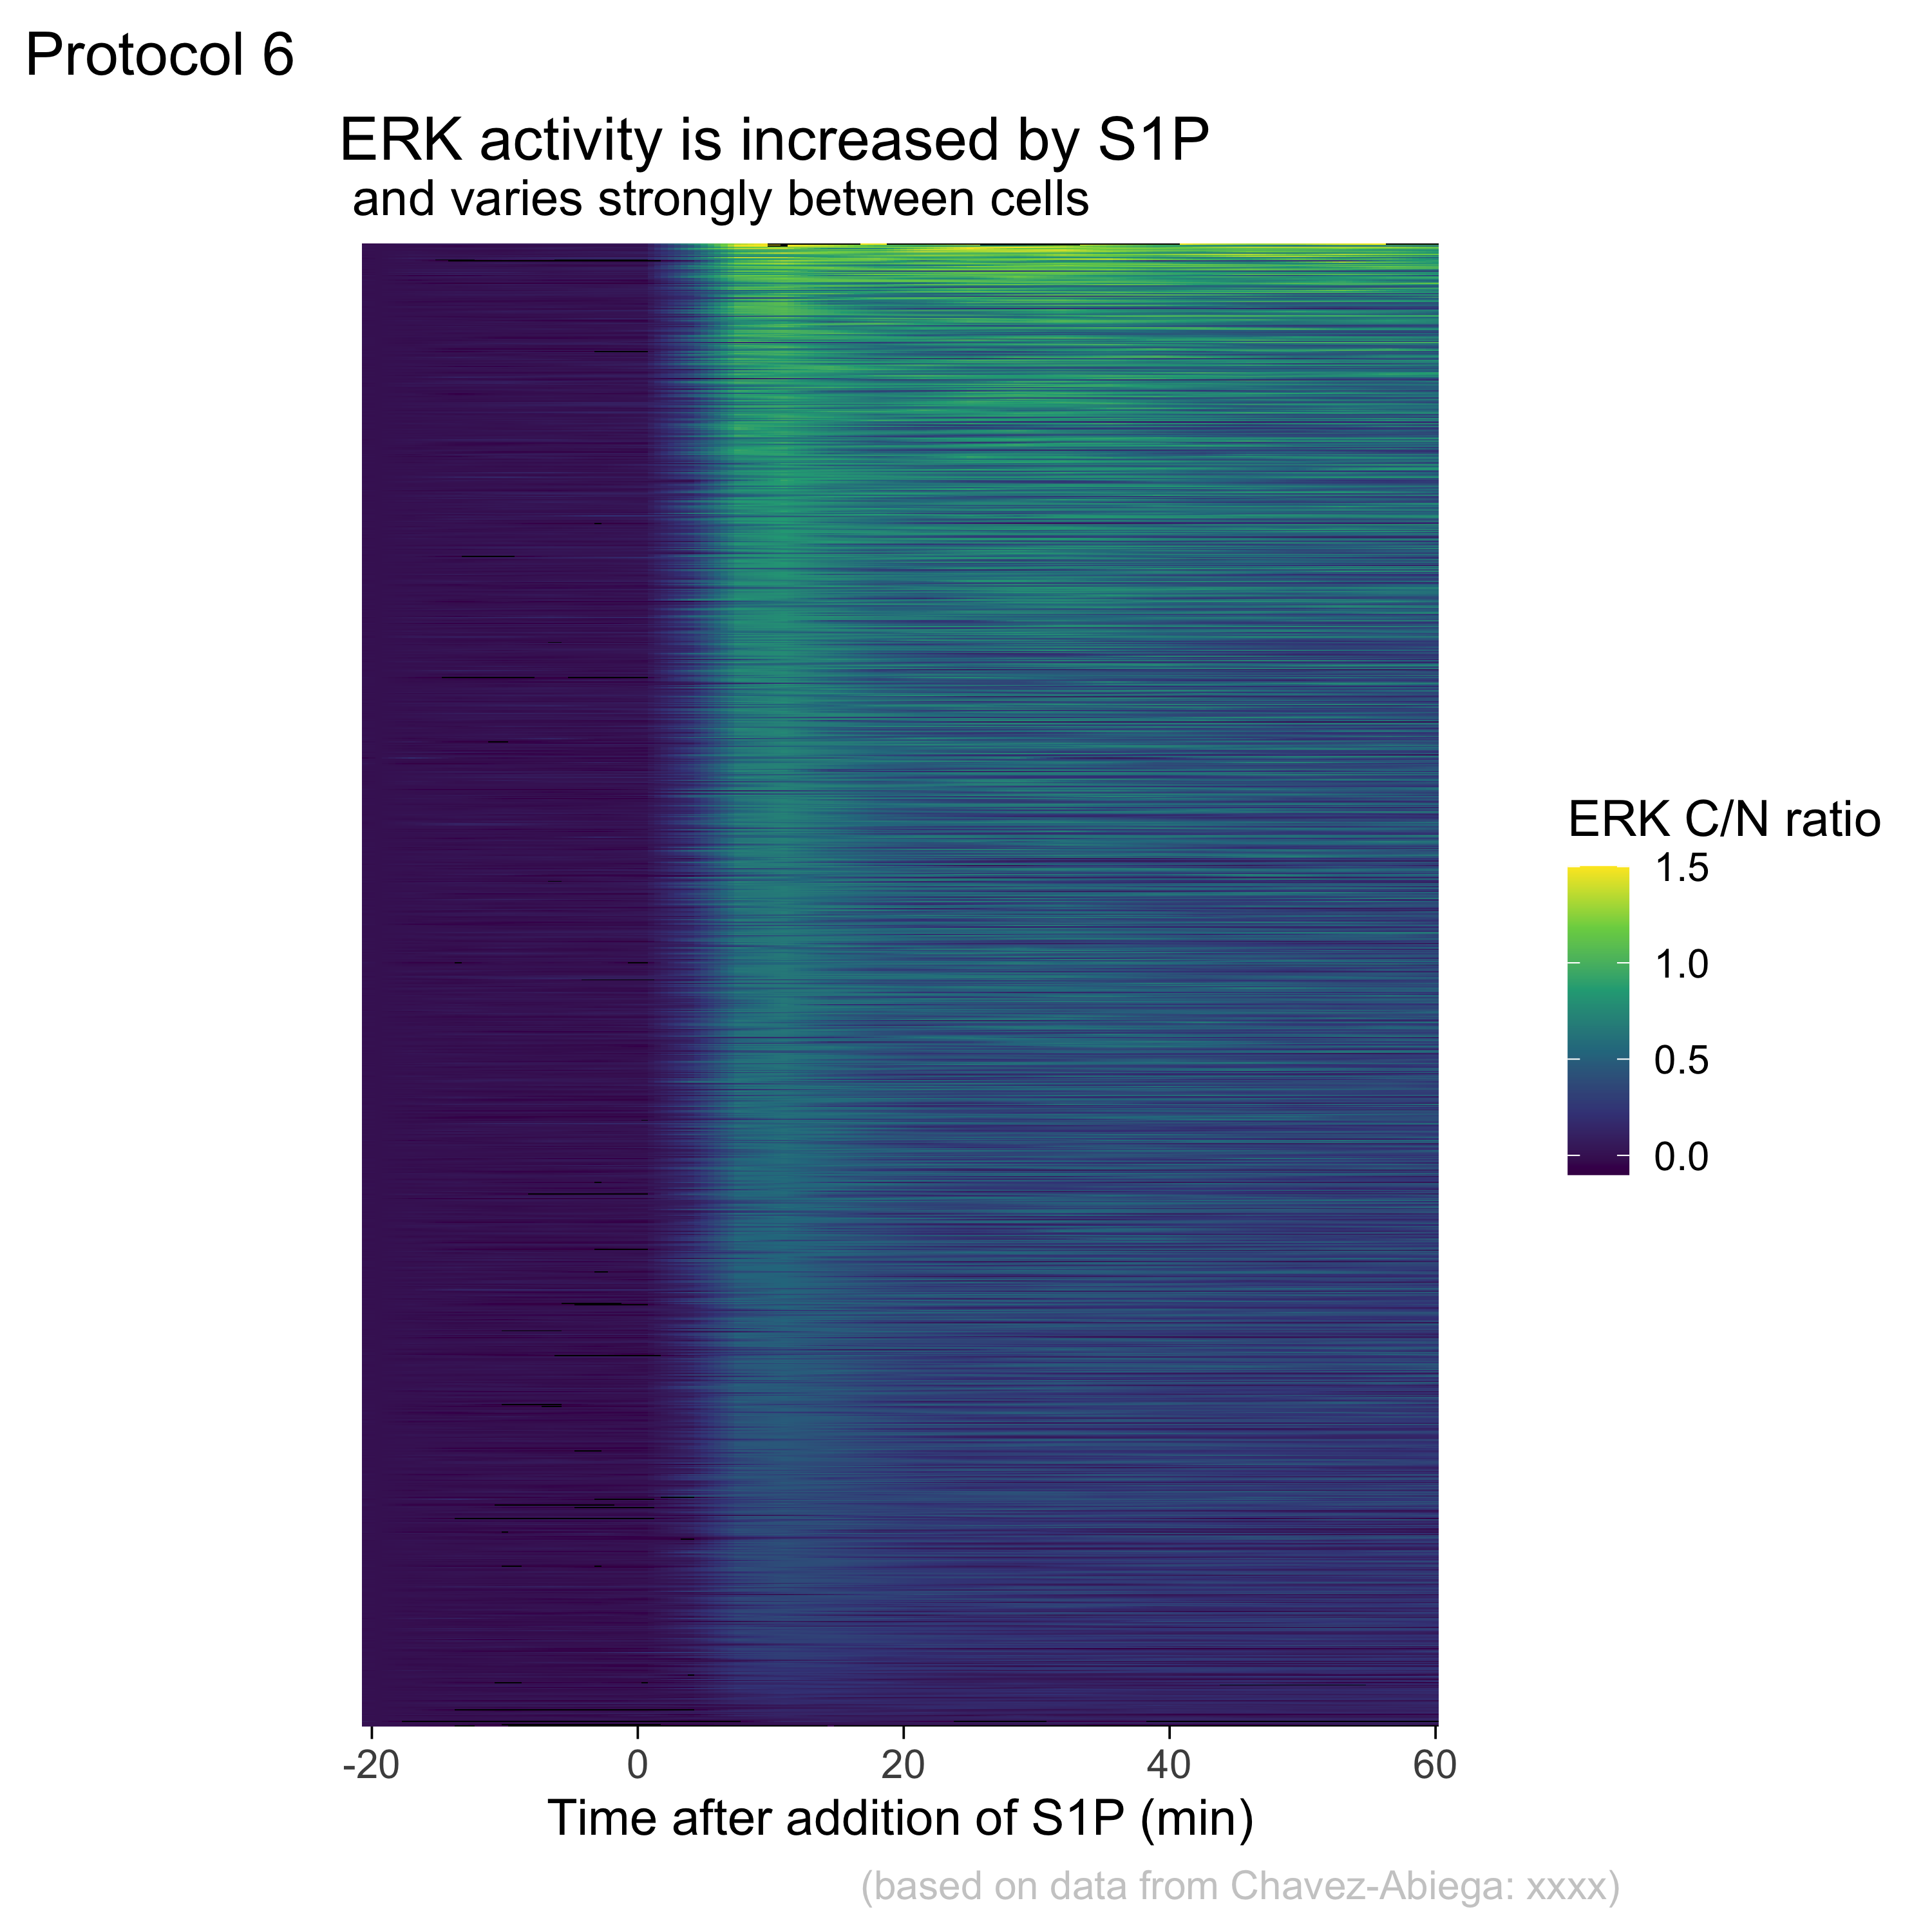 Protocol 6
ERK activity is increased by S1P
and varies strongly between cells
ERK C/N ratio
1.5
1.0
0.5
0.0
-20 0 20 40 60
Time after addition of S1P (min)
(based on data from Chavez-Abiega: xxxx)